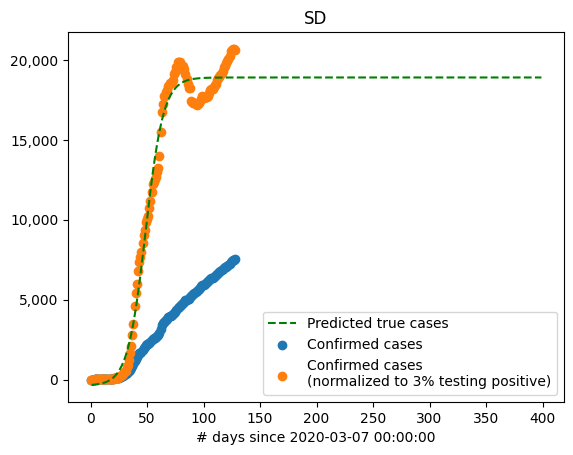 SD
20,000
15,000
10,000
5,000
0
Predicted true cases
Confirmed cases
Confirmed cases
(normalized to 3% testing positive)
0 50 100 150 200 250 300 350 400
# days since 2020-03-07 00:00:00